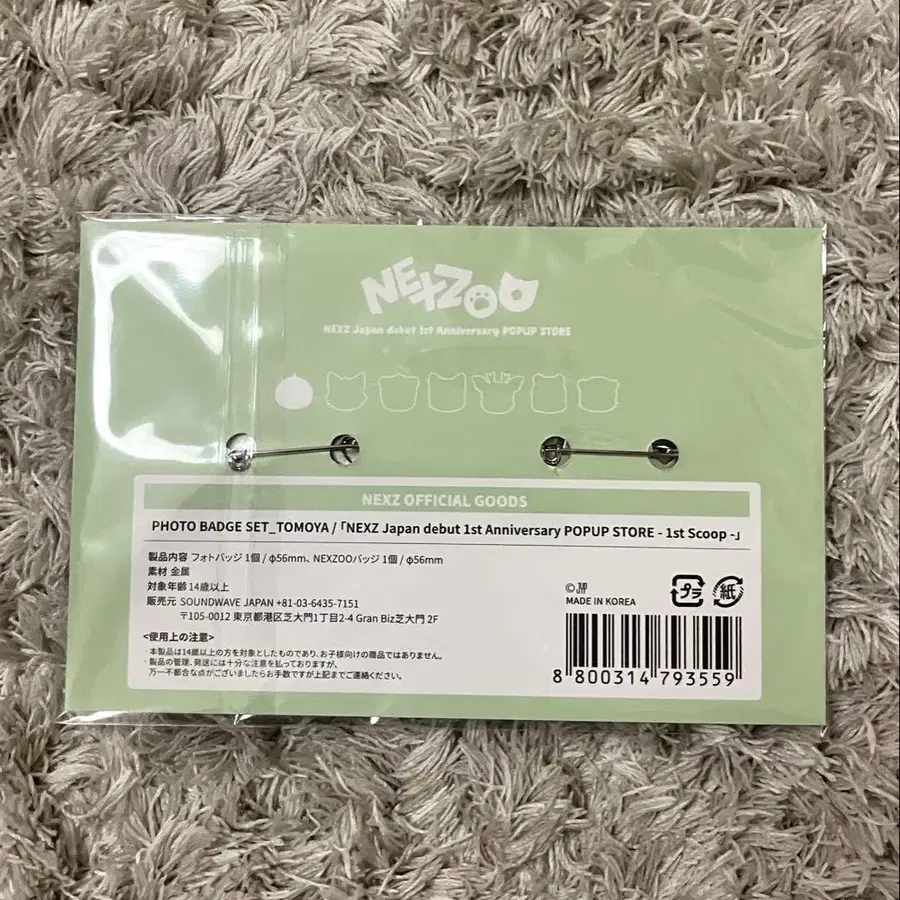 NEXZOO
NEXZ Japan debut 1st Anniversary POPUP STORE
NEXZ OFFICIAL GOODS
PHOTO BADGE SET_TOMOYA /「NEXZ Japan debut 1st Anniversary POPUP STORE - 1st Scoop -」
製品内容 フォトバッジ 1個 / φ56mm、NEXZOOバッジ 1個 / φ56mm
素材 金属
対象年齢 14歳以上
販売元 SOUNDWAVE JAPAN +81-03-6435-7151
〒105-0012 東京都港区芝大門1丁目2-4 Gran Biz芝大門 2F
<使用上の注意>
・本製品は14歳以上の方を対象としたものであり、お子様向けの商品ではありません。
・製品の管理、発送には十分な注意を払っておりますが、
万一不都合な点がございましたらお手数ですが上記までご連絡ください。
©
MADE IN KOREA
プラ
紙
8 800314 793559